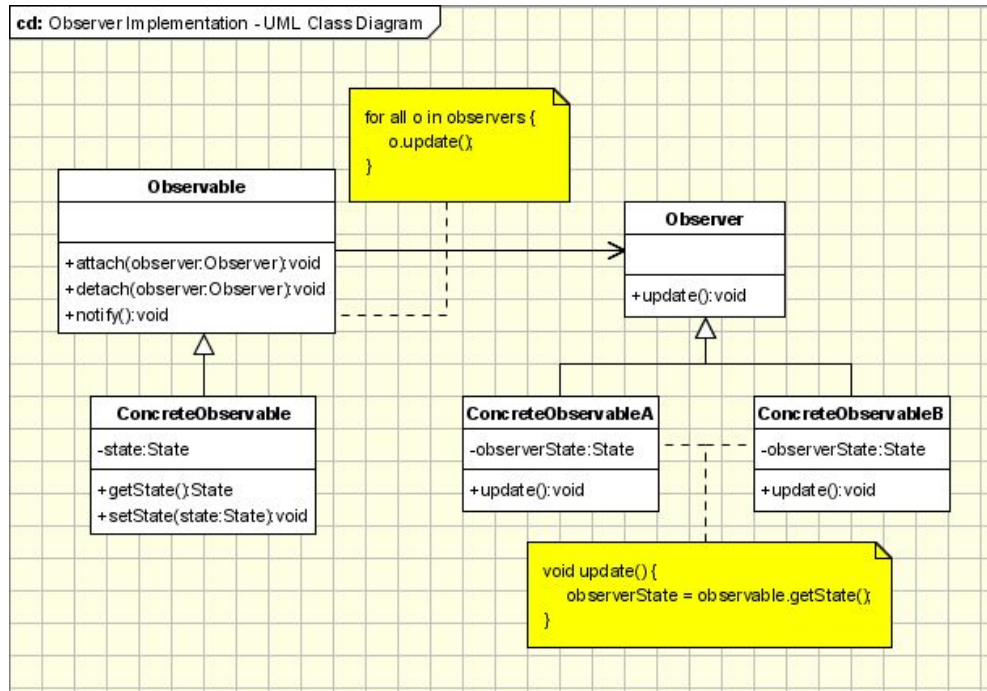 cd: Observer Implementation - UML Class Diagram
for all o in observers {
o.update();
}
Observable
+attach(observer:Observer):void
+detach(observer:Observer):void
+notify():void
Observer
+update():void
ConcreteObservable
-state:State
+getState():State
+setState(state:State):void
ConcreteObservableA
-observerState:State
+update():void
ConcreteObservableB
-observerState:State
+update():void
void update() {
observerState = observable.getState();
}